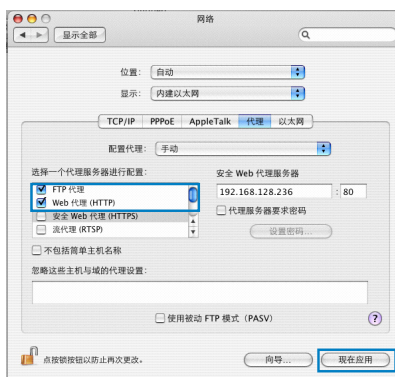 网络
显示全部
位置： 自动
显示： 内建以太网
TCP/IP PPPoE AppleTalk 代理 以太网
配置代理： 手动
选择一个代理服务器进行配置：
安全 Web 代理服务器
FTP 代理
192.168.128.236 : 80
Web 代理 (HTTP)
安全 Web 代理 (HTTPS)
代理服务器要求密码
流代理 (RTSP)
设置密码...
不包括简单主机名称
忽略这些主机与域的代理设置：
使用被动 FTP 模式（PASV）
?
点按锁按钮以防止再次更改。
向导...
现在应用